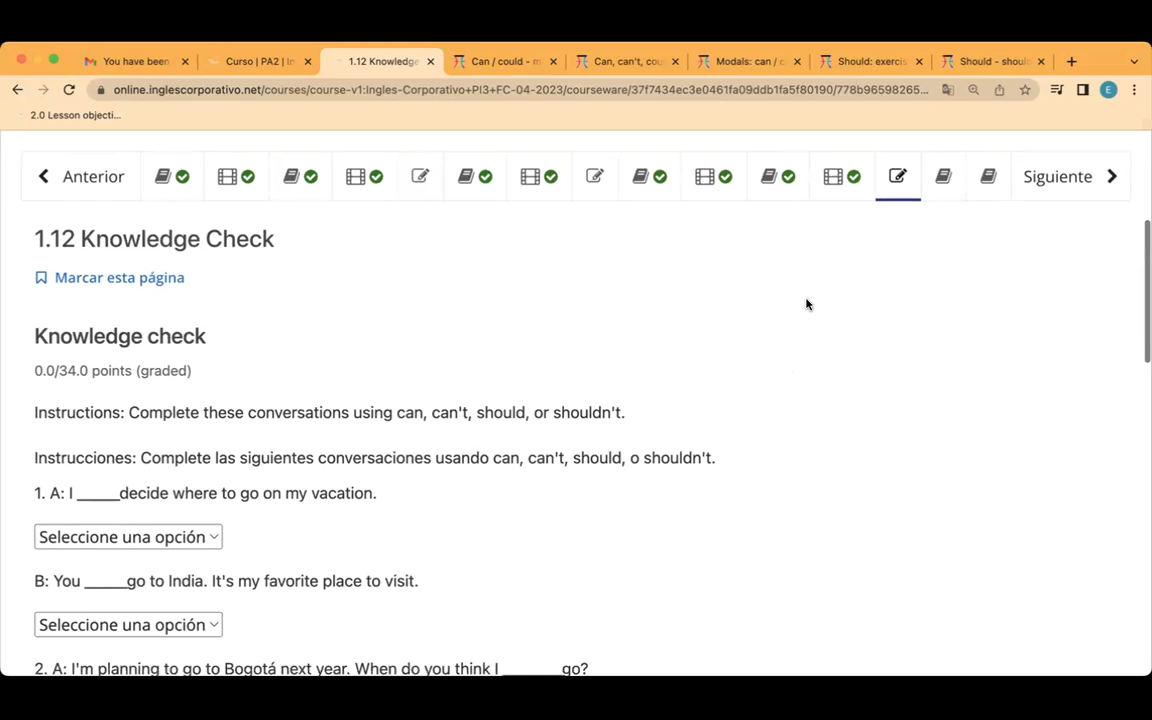 You have been
Curso | PA2 | In
1.12 Knowledge
Can / could - m
Can, can't, cou
Modals: can / c
Should: exercis
Should - should
online.inglescorporativo.net/courses/course-v1:Ingles-Corporativo+PI3+FC-04-2023/courseware/37f7434ec3e0461fa09ddb1fa5f80190/778b96598265...
E
2.0 Lesson objecti...
Anterior
Siguiente
1.12 Knowledge Check
Marcar esta página
Knowledge check
0.0/34.0 points (graded)
Instructions: Complete these conversations using can, can't, should, or shouldn't.
Instrucciones: Complete las siguientes conversaciones usando can, can't, should, o shouldn't.
1. A: I ______decide where to go on my vacation.
Seleccione una opción
B: You ______go to India. It's my favorite place to visit.
Seleccione una opción
2. A: I'm planning to go to Bogotá next year. When do you think I ________go?